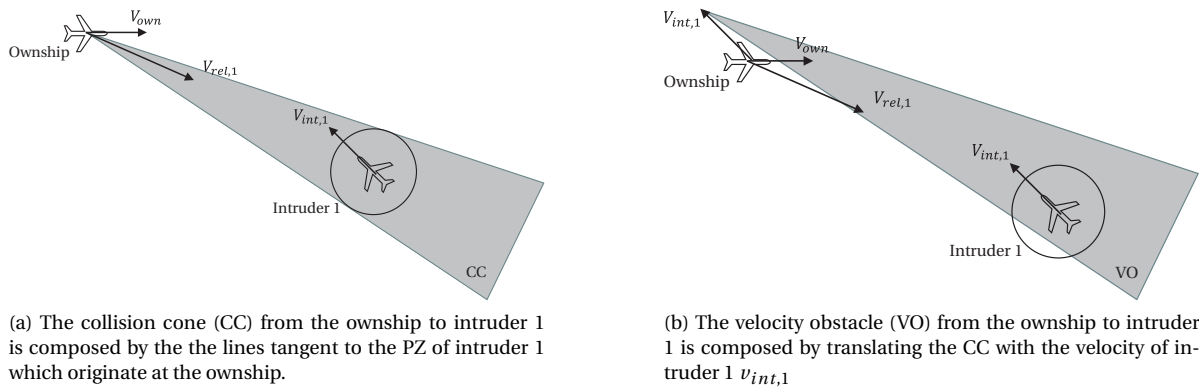 V_own
Ownship
V_rel,1
V_int,1
Intruder 1
CC
(a) The collision cone (CC) from the ownship to intruder 1
is composed by the the lines tangent to the PZ of intruder 1
which originate at the ownship.
V_int,1
V_own
Ownship
V_rel,1
V_int,1
Intruder 1
VO
(b) The velocity obstacle (VO) from the ownship to intruder
1 is composed by translating the CC with the velocity of in-
truder 1 v_int,1